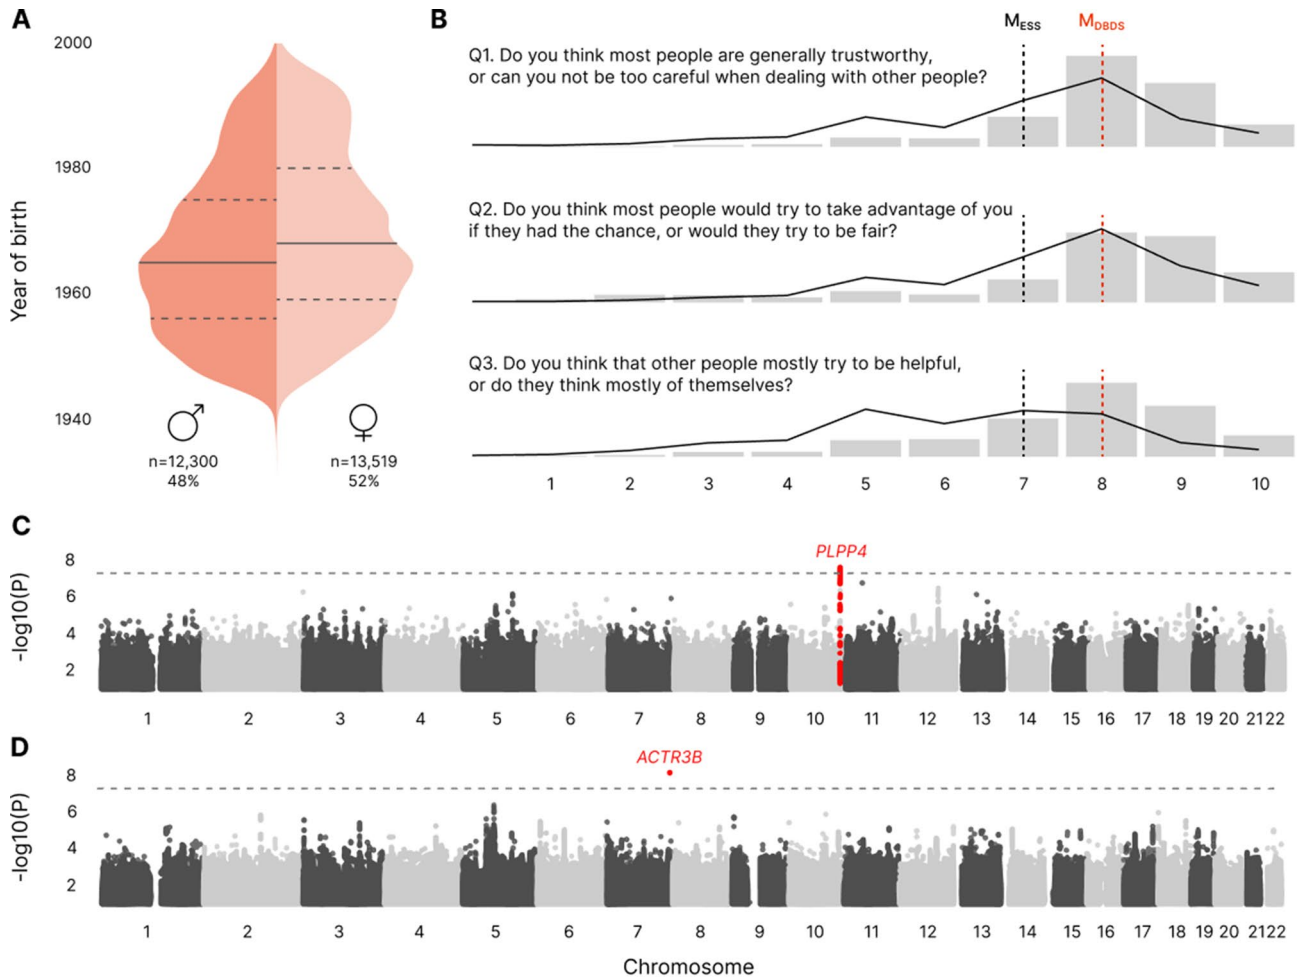 A
2000
1980
1960
1940
Year of birth
♂
n=12,300
48%
♀
n=13,519
52%
B
M_ESS
M_DBDS
Q1. Do you think most people are generally trustworthy,
or can you not be too careful when dealing with other people?
Q2. Do you think most people would try to take advantage of you
if they had the chance, or would they try to be fair?
Q3. Do you think that other people mostly try to be helpful,
or do they think mostly of themselves?
1 2 3 4 5 6 7 8 9 10
C
PLPP4
8
6
4
2
-log10(P)
1 2 3 4 5 6 7 8 9 10 11 12 13 14 15 16 17 18 19 20 21 22
D
ACTR3B
8
6
4
2
-log10(P)
1 2 3 4 5 6 7 8 9 10 11 12 13 14 15 16 17 18 19 20 21 22
Chromosome